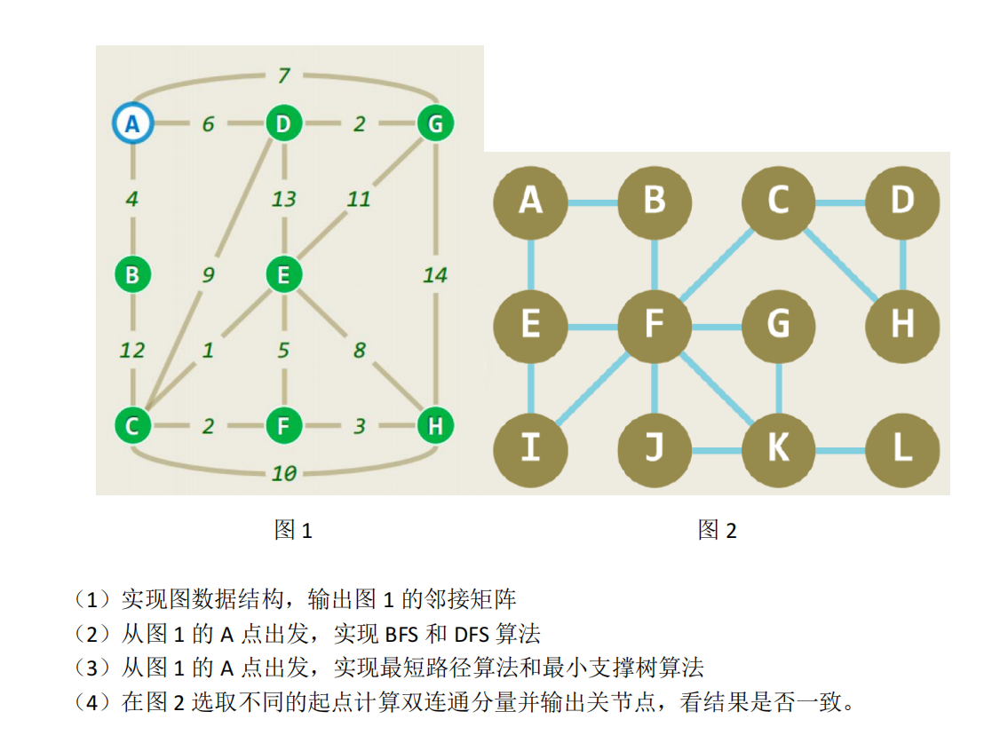 7
A 6 D 2 G
4 13 11
B 9 E 14
12 1 5 8
C 2 F 3 H
10
A B C D
E F G H
I J K L
图 1 图 2
（1）实现图数据结构，输出图 1 的邻接矩阵
（2）从图 1 的 A 点出发，实现 BFS 和 DFS 算法
（3）从图 1 的 A 点出发，实现最短路径算法和最小支撑树算法
（4）在图 2 选取不同的起点计算双连通分量并输出关节点，看结果是否一致。